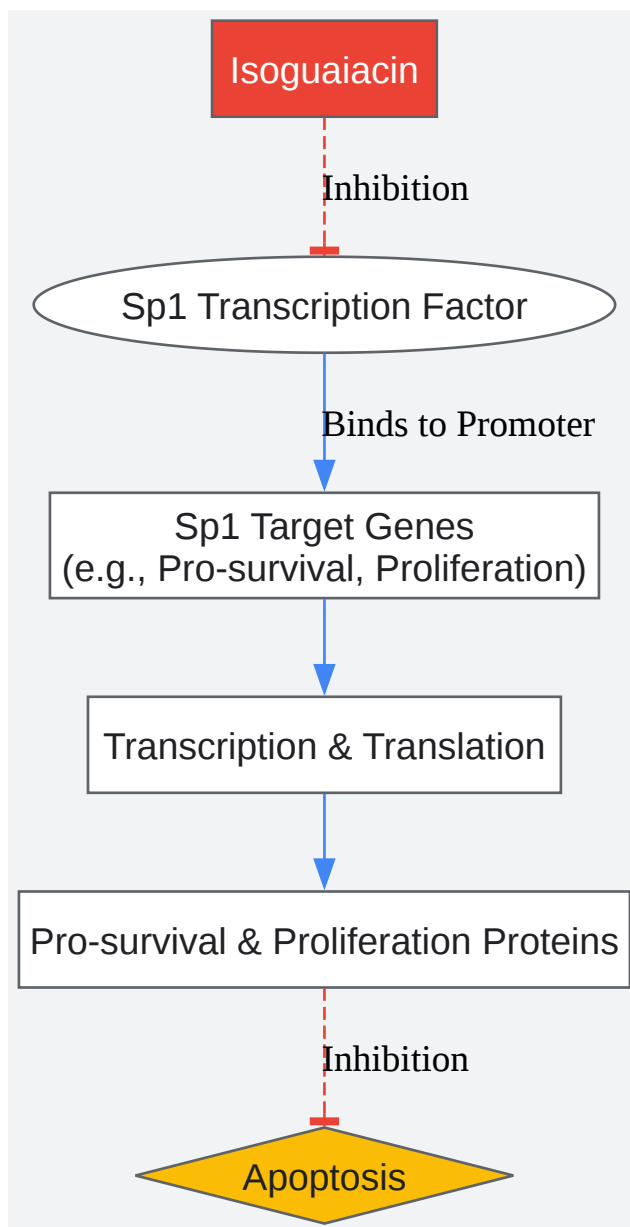 Isoguaiacin
Inhibition
Sp1 Transcription Factor
Binds to Promoter
Sp1 Target Genes
(e.g., Pro-survival, Proliferation)
Transcription & Translation
Pro-survival & Proliferation Proteins
Inhibition
Apoptosis